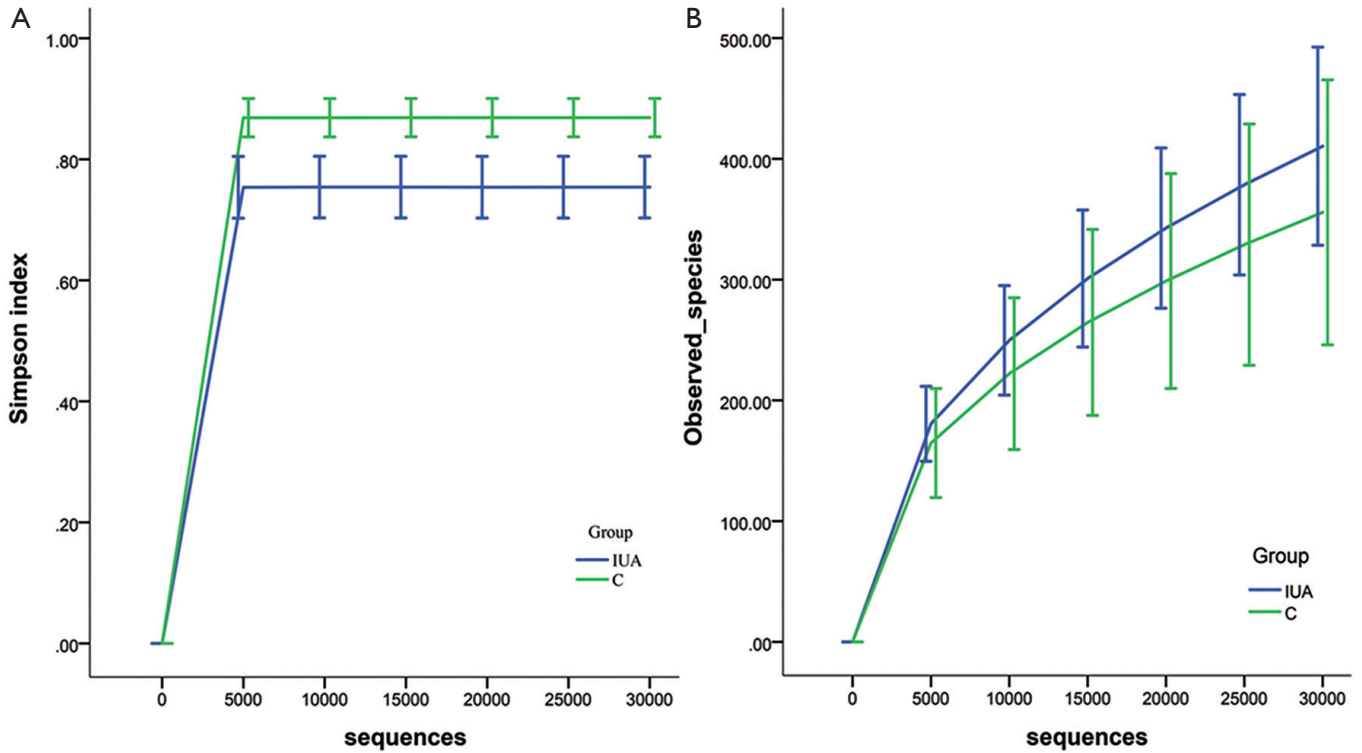 A
1.00
.80
.60
.40
.20
.00
Simpson index
0 5000 10000 15000 20000 25000 30000
sequences
Group
IUA
C
B
500.00
400.00
300.00
200.00
100.00
.00
Observed_species
0 5000 10000 15000 20000 25000 30000
sequences
Group
IUA
C